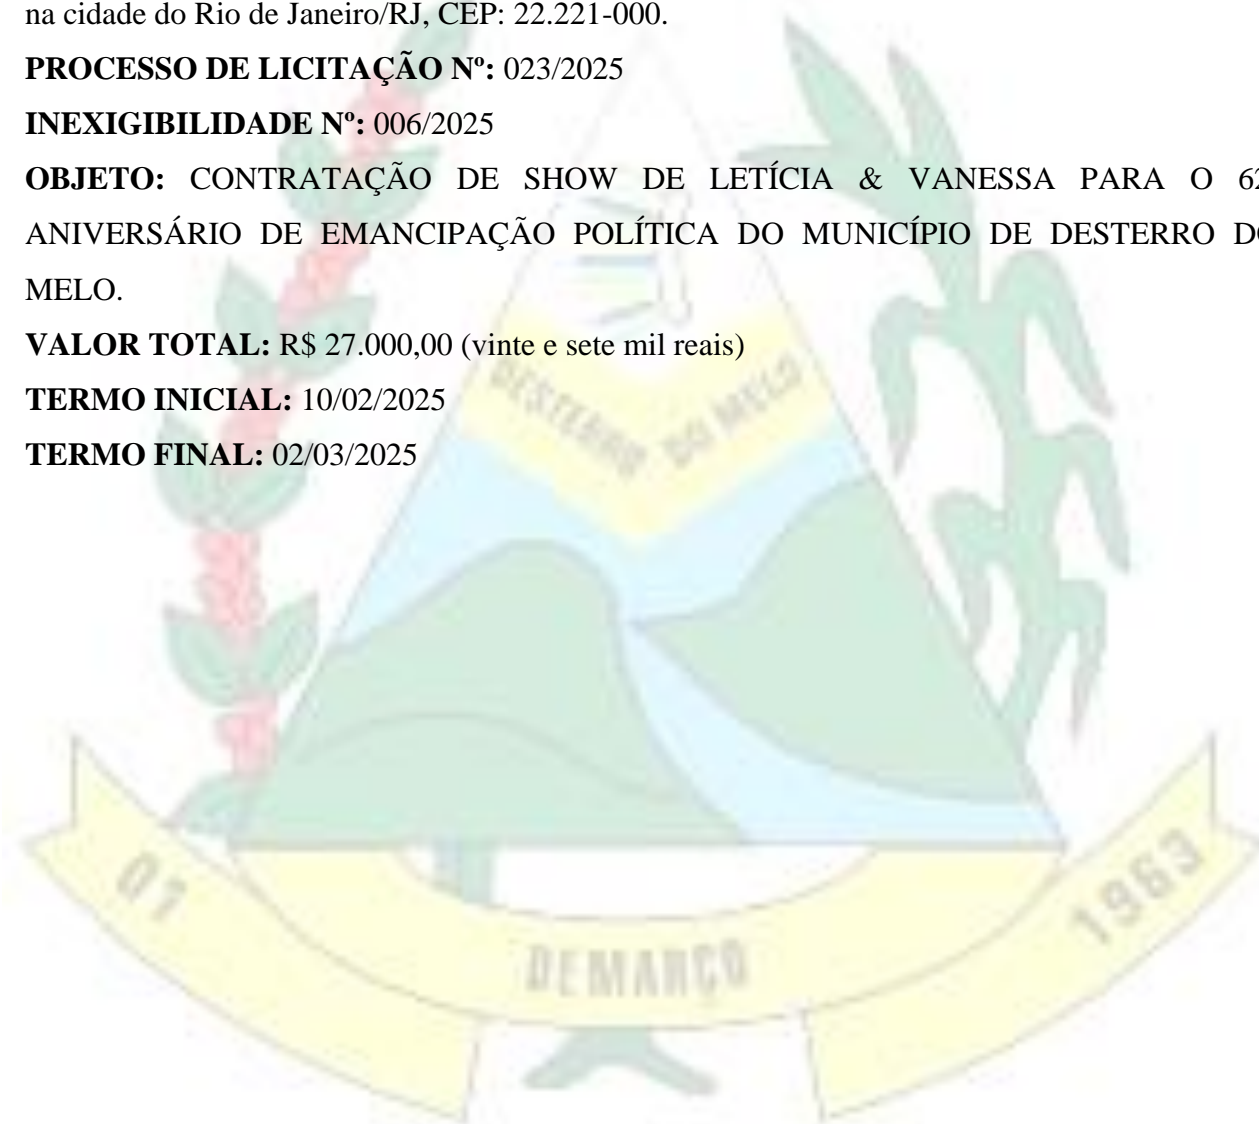 na cidade do Rio de Janeiro/RJ, CEP: 22.221-000.
PROCESSO DE LICITAÇÃO Nº: 023/2025
INEXIGIBILIDADE Nº: 006/2025
OBJETO: CONTRATAÇÃO DE SHOW DE LETÍCIA & VANESSA PARA O 62
ANIVERSÁRIO DE EMANCIPAÇÃO POLÍTICA DO MUNICÍPIO DE DESTERRO DO
MELO.
VALOR TOTAL: R$ 27.000,00 (vinte e sete mil reais)
TERMO INICIAL: 10/02/2025
TERMO FINAL: 02/03/2025
DESTERRO DO MELO
01 DE MARÇO 1963